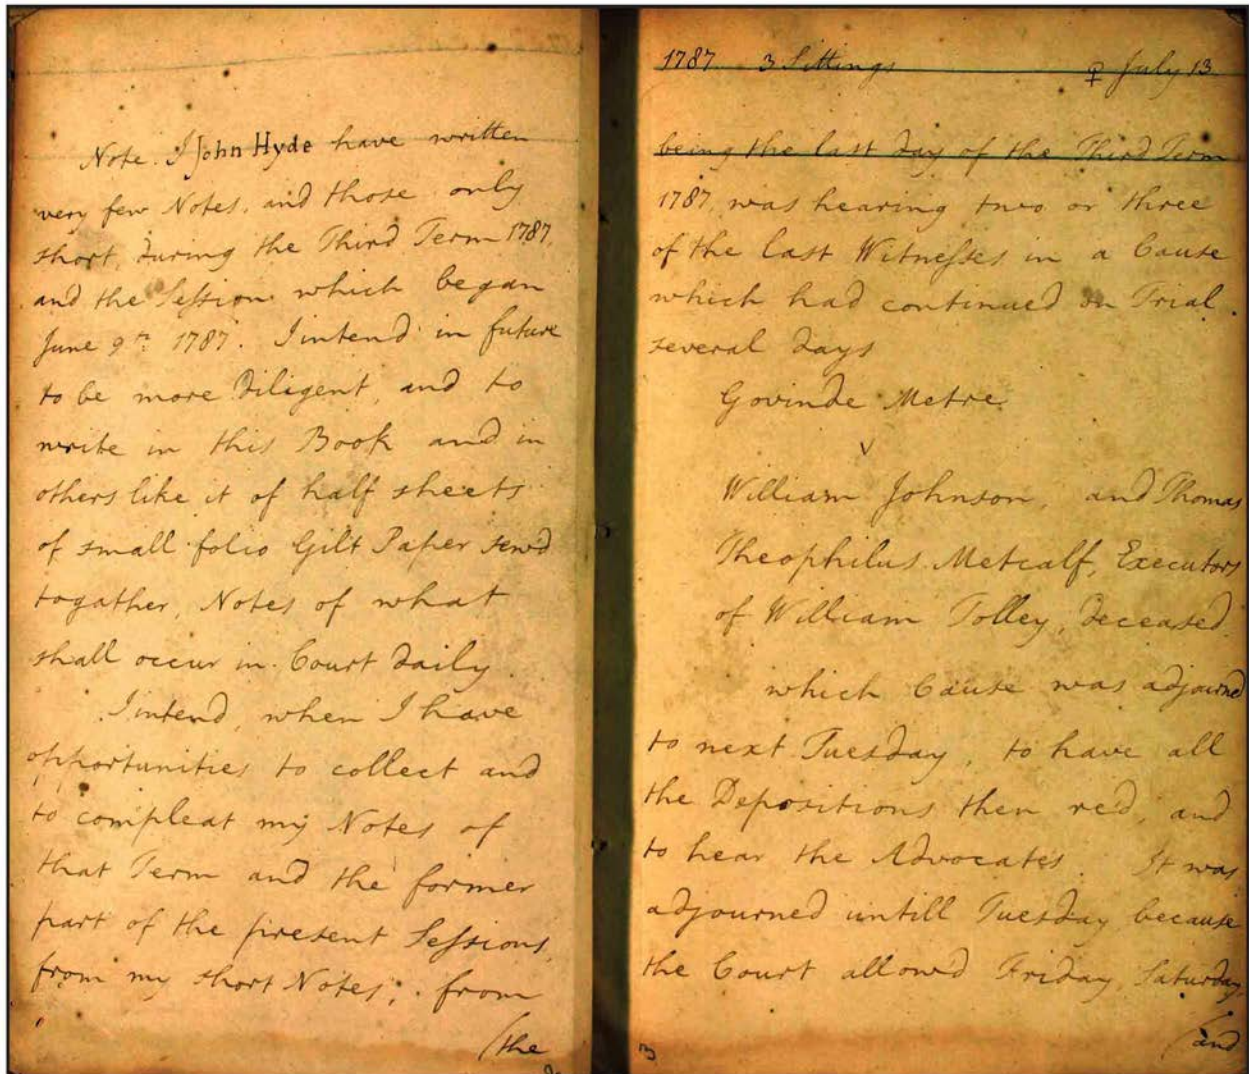 Note. I John Hyde have written
very few Notes, and those only
short, during the Third Term 1787,
and the Session which began
June 9th 1787. I intend in future
to be more Diligent, and to
write in this Book and in
others like it of half sheets
of small folio Gilt Paper sew'd
togather, Notes of what
shall occur in Court daily.
I intend, when I have
opportunities to collect and
to compleat my Notes of
that Term and the former
part of the present Sessions,
from my short Notes; from
(the
1787 3 Sittings ♀ July 13.
being the last day of the Third Term
1787, was hearing two or three
of the last Witnesses in a Cause
which had continued on Trial
several days
Govinde Metre
v
William Johnson, and Thomas
Theophilus Metcalf, Executors
of William Tolley, deceased.
which Cause was adjourned
to next Tuesday, to have all
the Depositions then red, and
to hear the Advocates. It was
adjourned untill Tuesday because
the Court allow'd Friday, Saturday,
(and
3